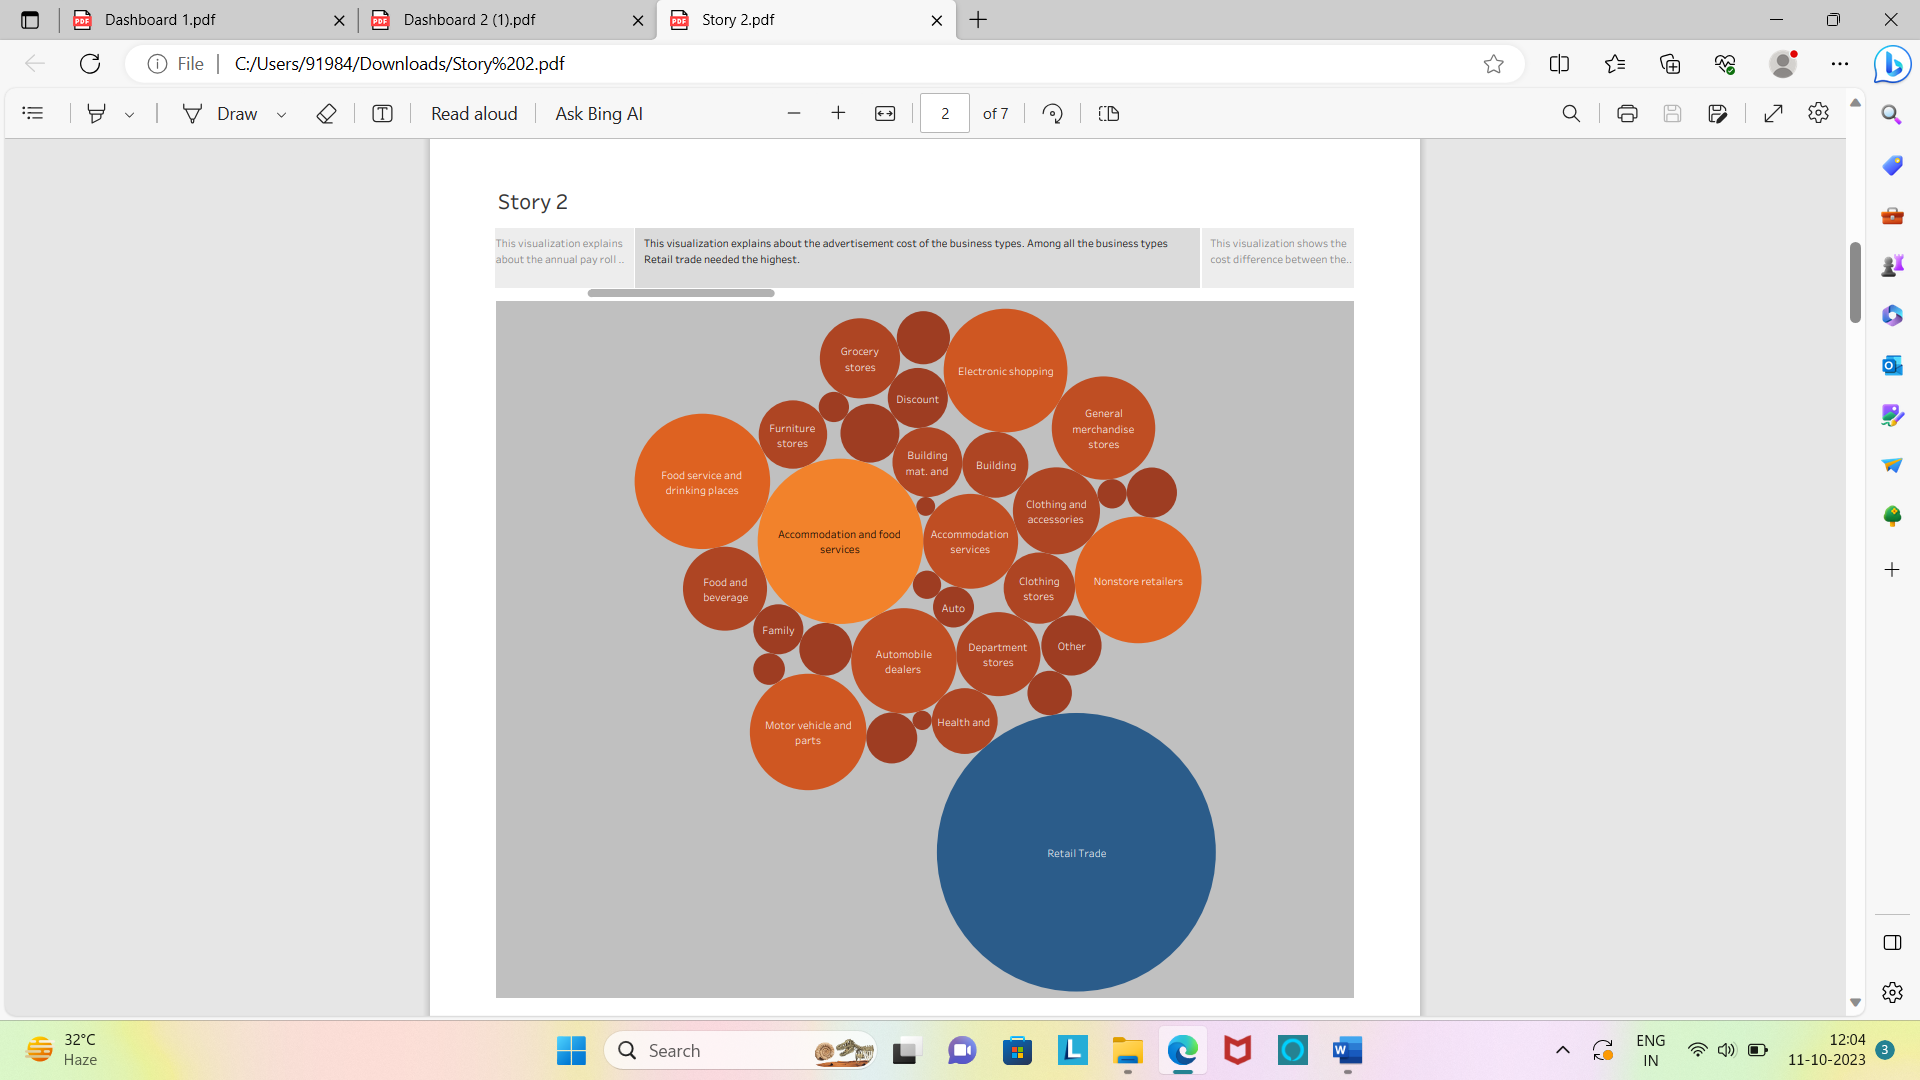 Dashboard 1.pdf
Dashboard 2 (1).pdf
Story 2.pdf
File
C:/Users/91984/Downloads/Story%202.pdf
Draw
Read aloud
Ask Bing AI
2
of 7
Story 2
This visualization explains
about the annual pay roll ..
This visualization explains about the advertisement cost of the business types. Among all the business types
Retail trade needed the highest.
This visualization shows the
cost difference between the..
Grocery
stores
Electronic shopping
Discount
General
merchandise
stores
Furniture
stores
Building
mat. and
Building
Food service and
drinking places
Clothing and
accessories
Accommodation and food
services
Accommodation
services
Nonstore retailers
Food and
beverage
Clothing
stores
Auto
Family
Automobile
dealers
Department
stores
Other
Motor vehicle and
parts
Health and
Retail Trade
32°C
Haze
Search
ENG
IN
12:04
11-10-2023
3